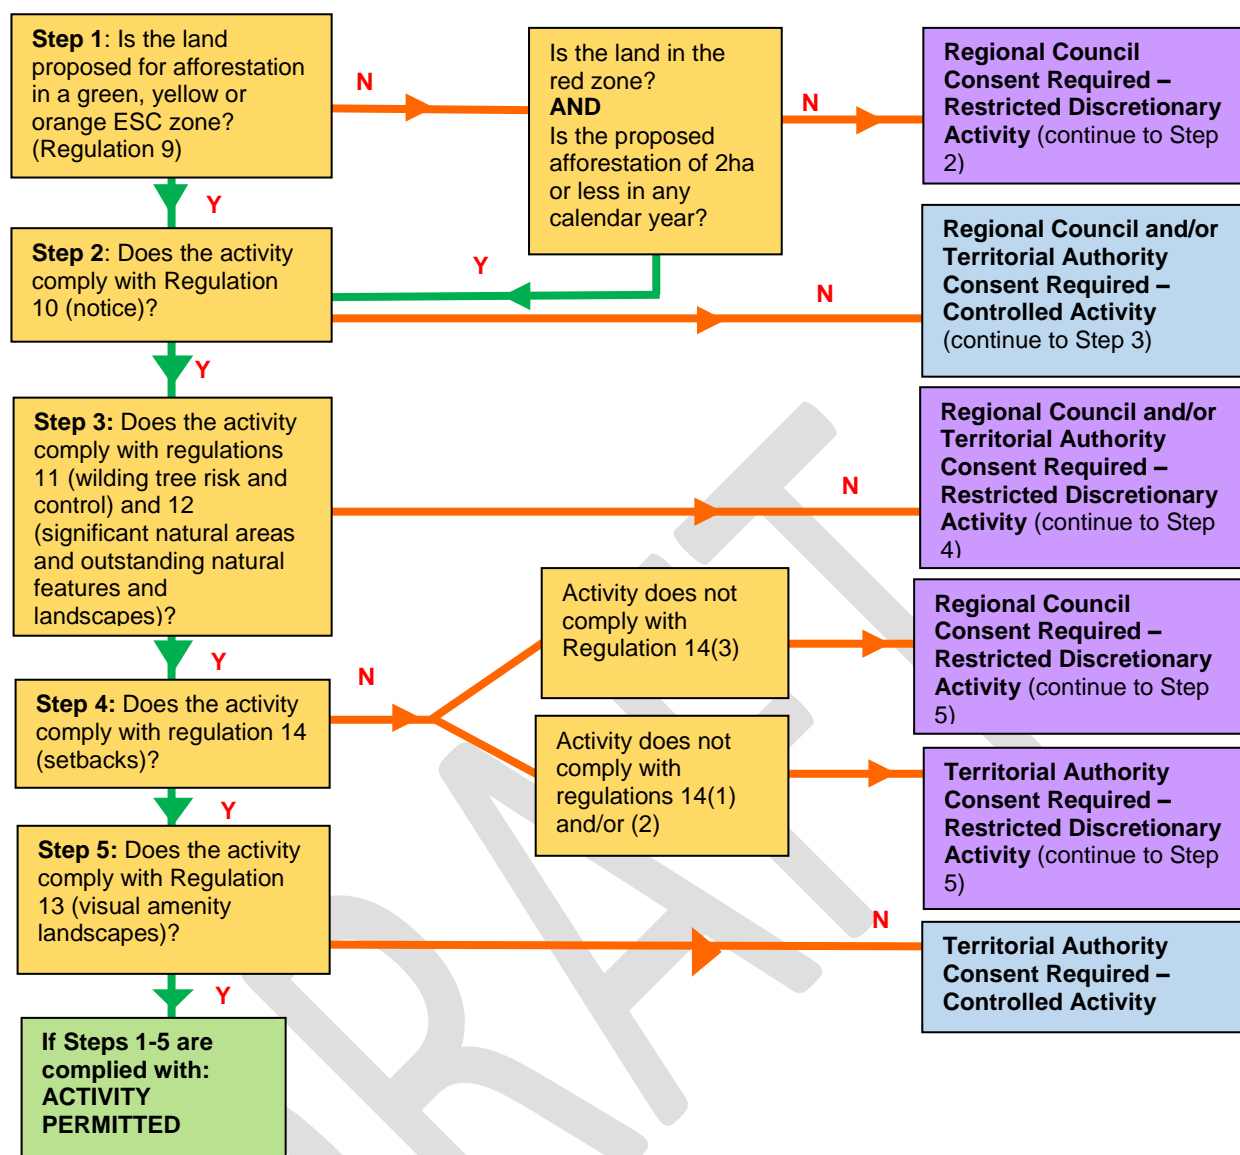 Step 1: Is the land
proposed for afforestation
in a green, yellow or
orange ESC zone?
(Regulation 9)
N
Is the land in the
red zone?
AND
Is the proposed
afforestation of 2ha
or less in any
calendar year?
N
Regional Council
Consent Required –
Restricted Discretionary
Activity (continue to Step
2)
Y
Step 2: Does the activity
comply with Regulation
10 (notice)?
Y
N
Regional Council and/or
Territorial Authority
Consent Required –
Controlled Activity
(continue to Step 3)
Y
Step 3: Does the activity
comply with regulations
11 (wilding tree risk and
control) and 12
(significant natural areas
and outstanding natural
features and
landscapes)?
N
Regional Council and/or
Territorial Authority
Consent Required –
Restricted Discretionary
Activity (continue to Step
4)
Y
Step 4: Does the activity
comply with regulation 14
(setbacks)?
N
Activity does not
comply with
Regulation 14(3)
Regional Council
Consent Required –
Restricted Discretionary
Activity (continue to Step
5)
Activity does not
comply with
regulations 14(1)
and/or (2)
Territorial Authority
Consent Required –
Restricted Discretionary
Activity (continue to Step
5)
Y
Step 5: Does the activity
comply with Regulation
13 (visual amenity
landscapes)?
N
Territorial Authority
Consent Required –
Controlled Activity
Y
If Steps 1-5 are
complied with:
ACTIVITY
PERMITTED
DRAFT